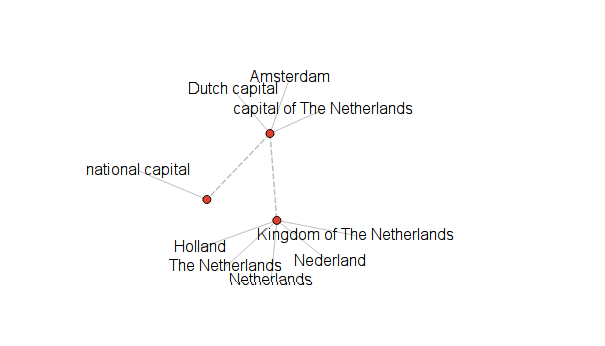 Amsterdam
Dutch capital
capital of The Netherlands
national capital
Kingdom of The Netherlands
Holland
Nederland
The Netherlands
Netherlands